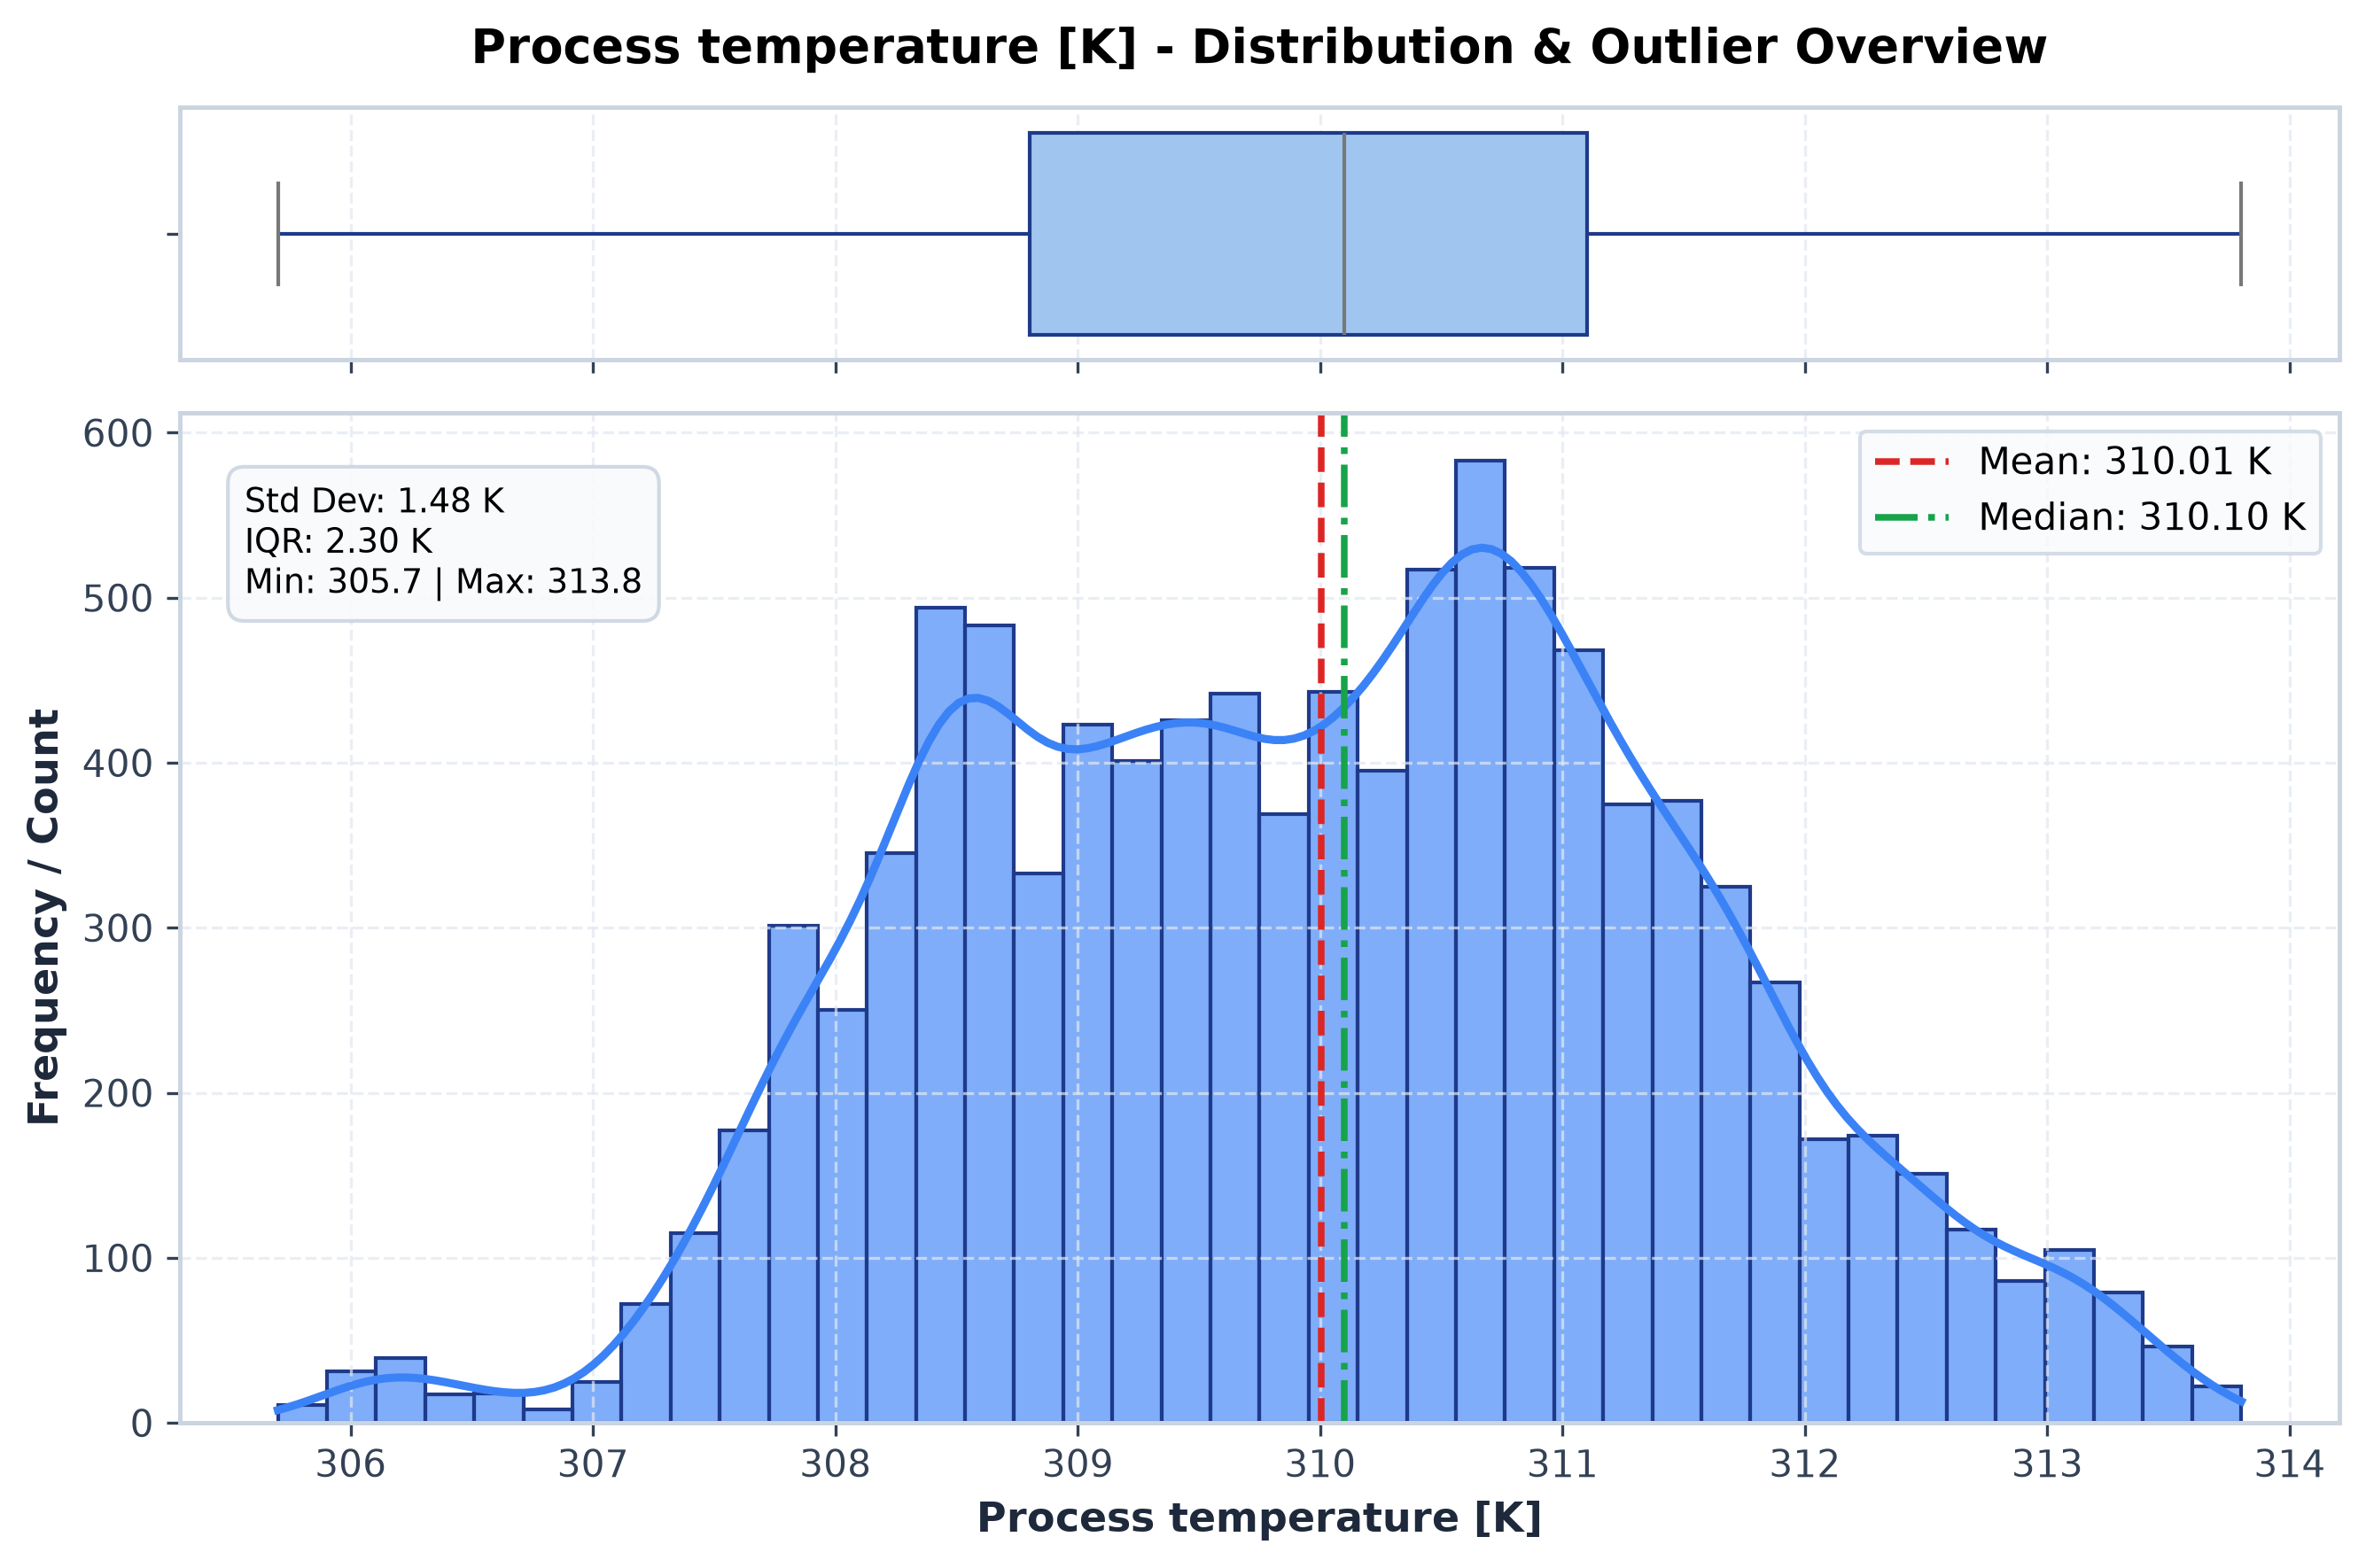 Process temperature [K] - Distribution & Outlier Overview
600
500
400
300
200
100
0
Frequency / Count
Std Dev: 1.48 K
IQR: 2.30 K
Min: 305.7 | Max: 313.8
Mean: 310.01 K
Median: 310.10 K
306 307 308 309 310 311 312 313 314
Process temperature [K]